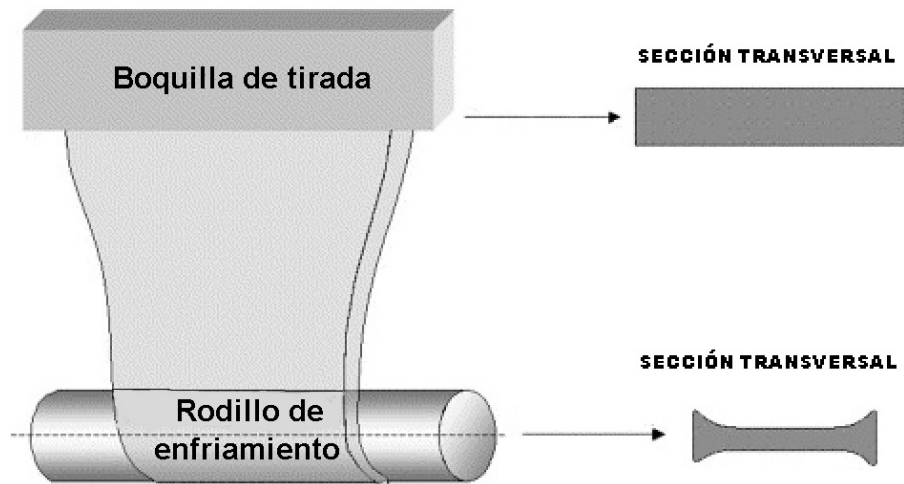 Boquilla de tirada
SECCIÓN TRANSVERSAL
SECCIÓN TRANSVERSAL
Rodillo de
enfriamiento